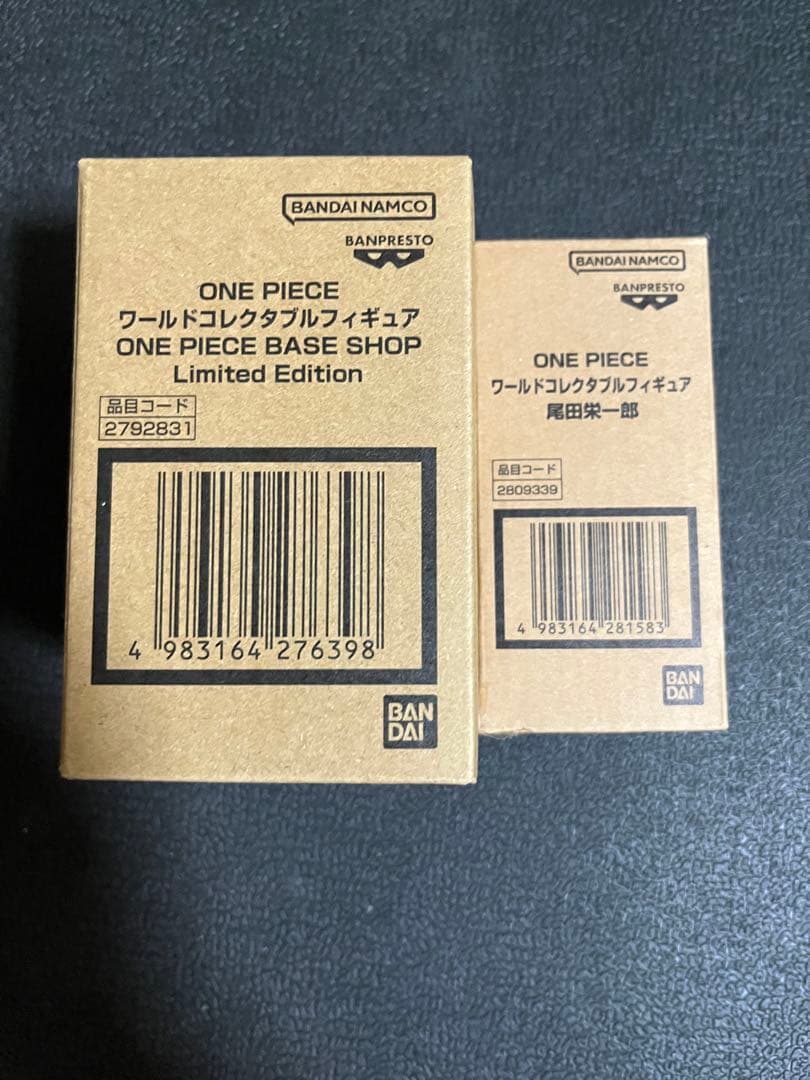 BANDAI NAMCO
BANPRESTO
ONE PIECE
ワールドコレクタブルフィギュア
ONE PIECE BASE SHOP
Limited Edition
品目コード
2792831
4 983164 276398
BAN
DAI
BANDAI NAMCO
BANPRESTO
ONE PIECE
ワールドコレクタブルフィギュア
尾田栄一郎
品目コード
2809339
4 983164 281583
BAN
DAI